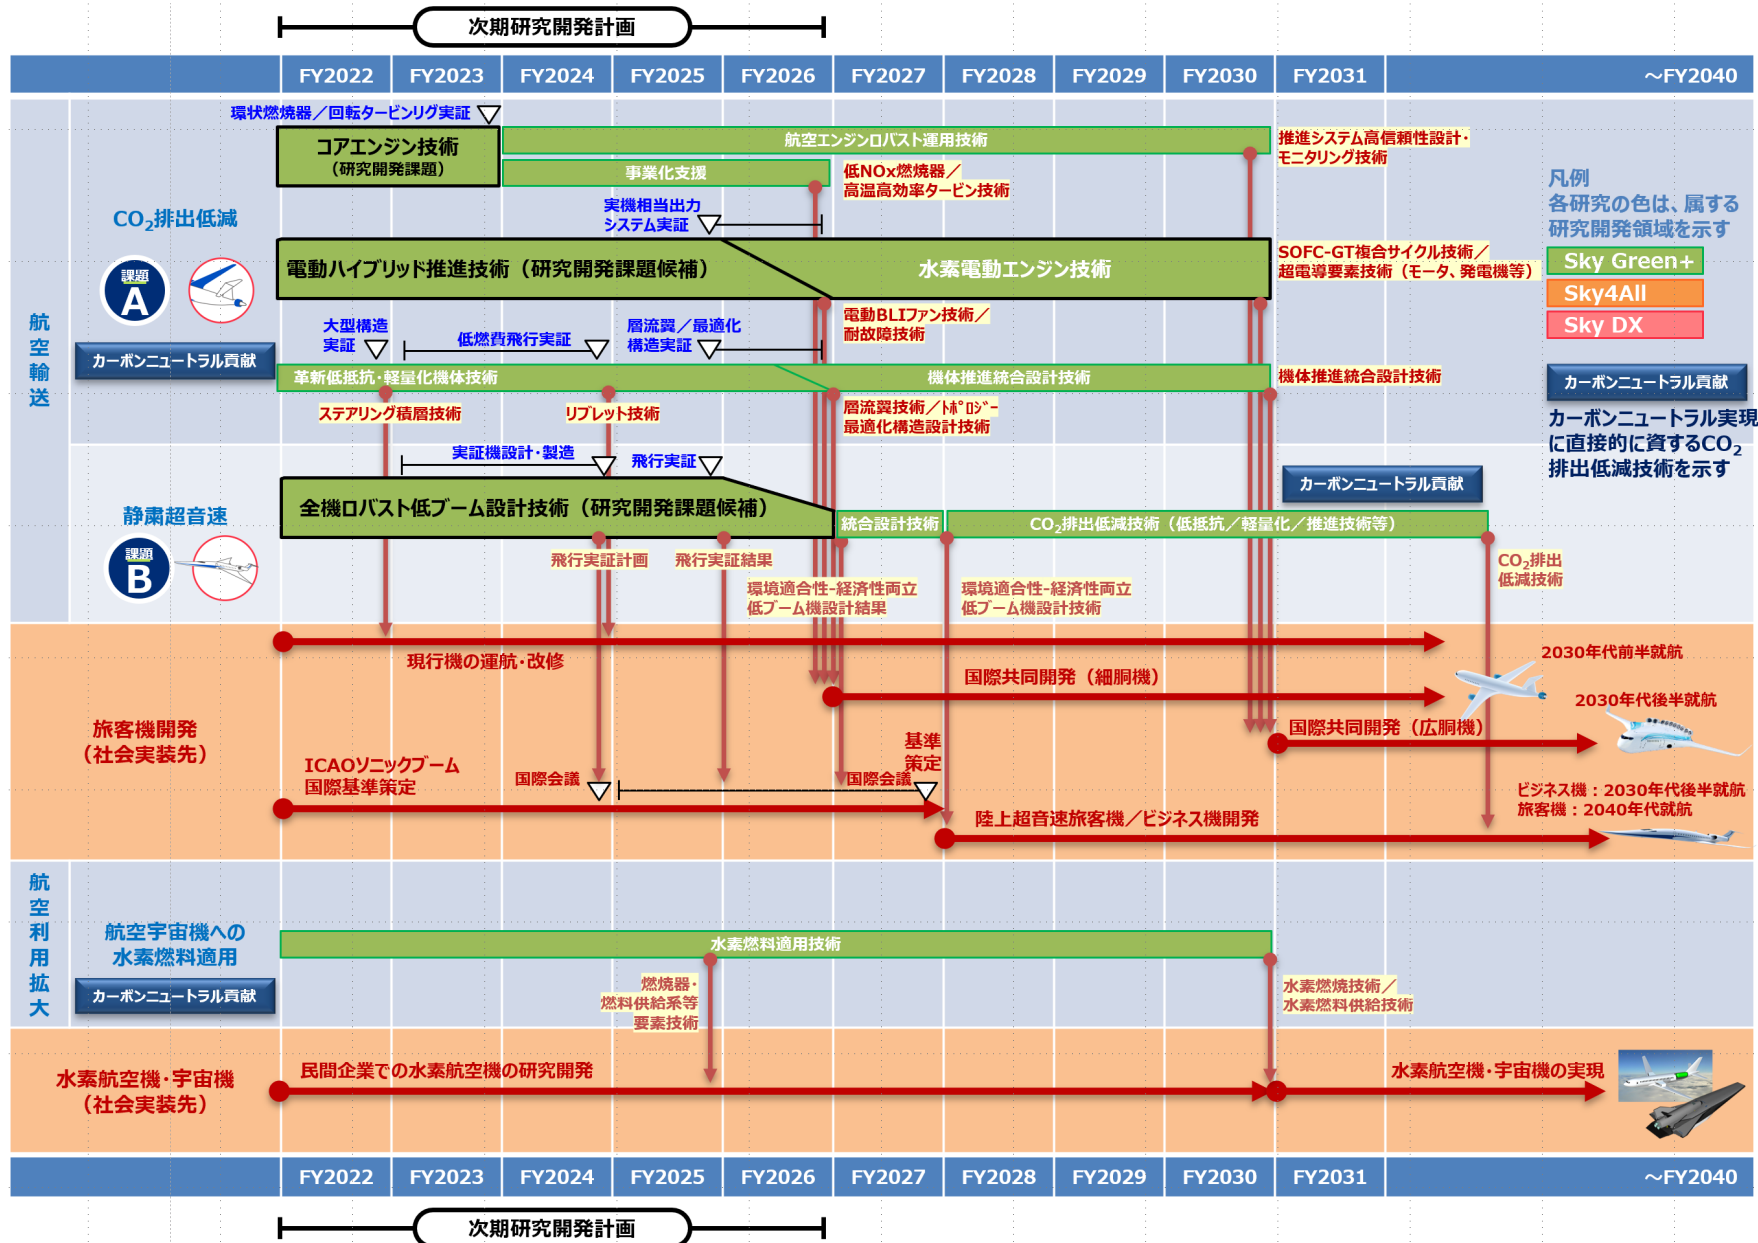 次期研究開発計画
FY2022 FY2023 FY2024 FY2025 FY2026 FY2027 FY2028 FY2029 FY2030 FY2031 ～FY2040
航空輸送
CO₂排出低減
課題
A
カーボンニュートラル貢献
環状燃焼器／回転タービンリグ実証
コアエンジン技術
（研究開発課題）
航空エンジンロバスト運用技術
推進システム高信頼性設計・
モニタリング技術
事業化支援
低NOx燃焼器／
高温高効率タービン技術
実機相当出力
システム実証
電動ハイブリッド推進技術（研究開発課題候補）
水素電動エンジン技術
SOFC-GT複合サイクル技術／
超電導要素技術（モータ、発電機等）
電動BLIファン技術／
耐故障技術
大型構造
実証
低燃費飛行実証
層流翼／最適化
構造実証
革新低抵抗・軽量化機体技術
機体推進統合設計技術
機体推進統合設計技術
ステアリング積層技術
リブレット技術
層流翼技術／ﾄﾎﾟﾛｼﾞｰ
最適化構造設計技術
凡例
各研究の色は、属する
研究開発領域を示す
Sky Green+
Sky4All
Sky DX
カーボンニュートラル貢献
カーボンニュートラル実現
に直接的に資するCO₂
排出低減技術を示す
静粛超音速
課題
B
実証機設計・製造
飛行実証
全機ロバスト低ブーム設計技術（研究開発課題候補）
統合設計技術
CO₂排出低減技術（低抵抗／軽量化／推進技術等）
カーボンニュートラル貢献
飛行実証計画
飛行実証結果
環境適合性-経済性両立
低ブーム機設計結果
環境適合性-経済性両立
低ブーム機設計技術
CO₂排出
低減技術
旅客機開発
（社会実装先）
現行機の運航・改修
2030年代前半就航
国際共同開発（細胴機）
2030年代後半就航
国際共同開発（広胴機）
ICAOソニックブーム
国際基準策定
国際会議
国際会議
基準
策定
陸上超音速旅客機／ビジネス機開発
ビジネス機：2030年代後半就航
旅客機：2040年代就航
航空利用拡大
航空宇宙機への
水素燃料適用
カーボンニュートラル貢献
水素燃料適用技術
燃焼器・
燃料供給系等
要素技術
水素燃焼技術／
水素燃料供給技術
水素航空機・宇宙機
（社会実装先）
民間企業での水素航空機の研究開発
水素航空機・宇宙機の実現
FY2022 FY2023 FY2024 FY2025 FY2026 FY2027 FY2028 FY2029 FY2030 FY2031 ～FY2040
次期研究開発計画